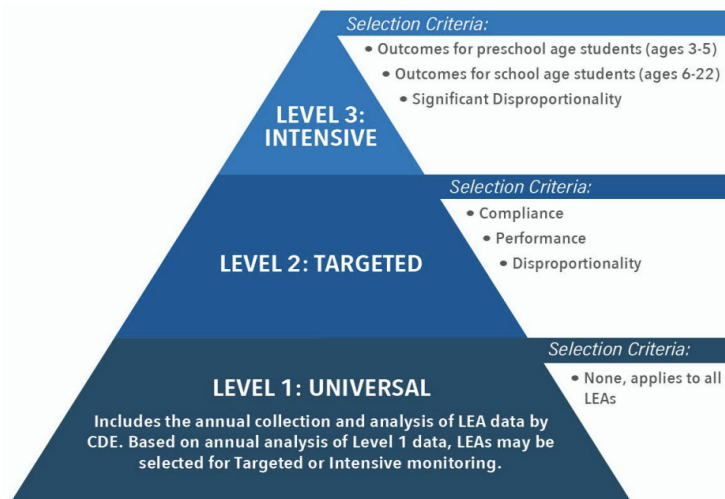 Selection Criteria:
• Outcomes for preschool age students (ages 3-5)
• Outcomes for school age students (ages 6-22)
• Significant Disproportionality
LEVEL 3:
INTENSIVE
Selection Criteria:
• Compliance
• Performance
• Disproportionality
LEVEL 2: TARGETED
Selection Criteria:
• None, applies to all
LEAs
LEVEL 1: UNIVERSAL
Includes the annual collection and analysis of LEA data by
CDE. Based on annual analysis of Level 1 data, LEAs may be
selected for Targeted or Intensive monitoring.